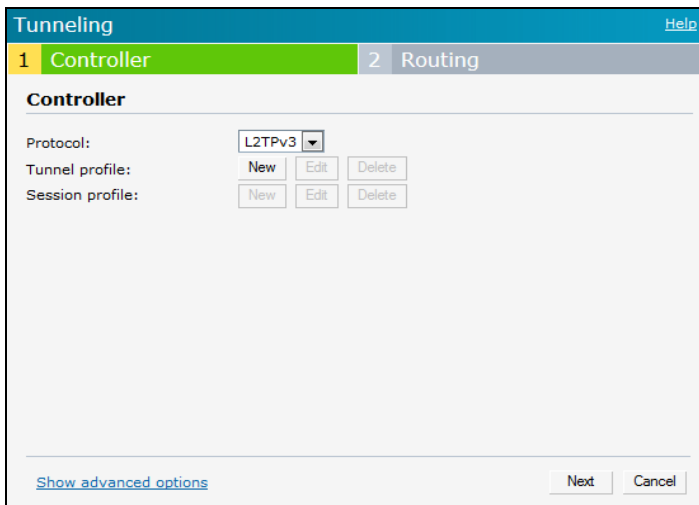 Tunneling Help
1 Controller 2 Routing
Controller
Protocol: L2TPv3
Tunnel profile: New Edit Delete
Session profile: New Edit Delete
Show advanced options Next Cancel